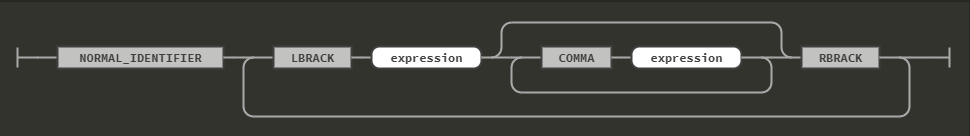 NORMAL_IDENTIFIER LBRACK expression COMMA expression RBRACK